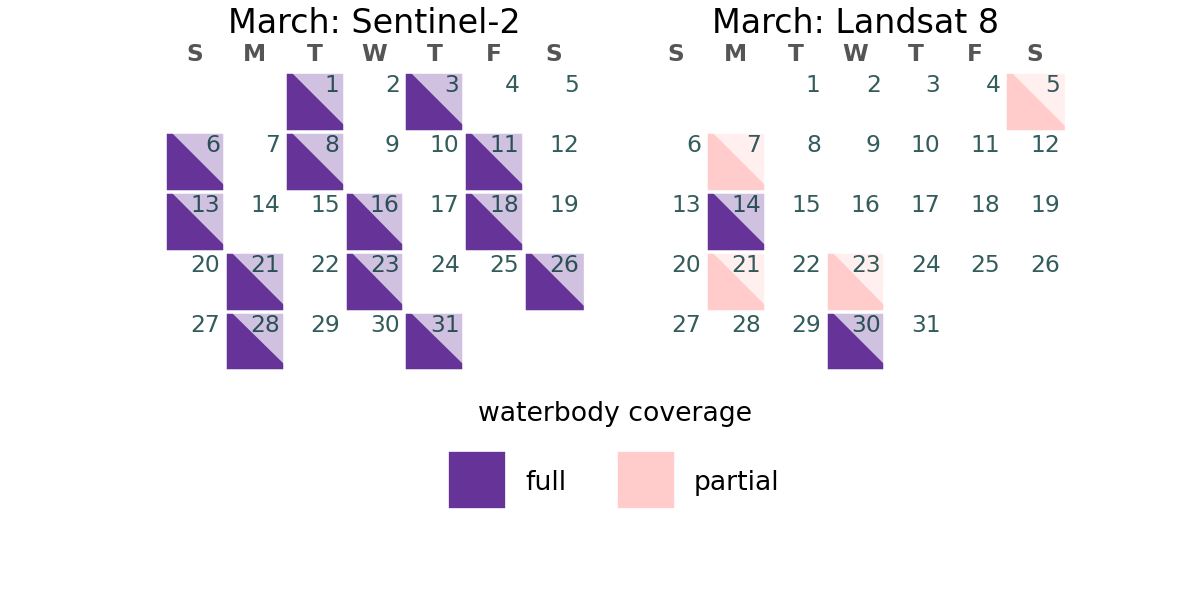 March: Sentinel-2
S M T W T F S
1 2 3 4 5
6 7 8 9 10 11 12
13 14 15 16 17 18 19
20 21 22 23 24 25 26
27 28 29 30 31
March: Landsat 8
S M T W T F S
1 2 3 4 5
6 7 8 9 10 11 12
13 14 15 16 17 18 19
20 21 22 23 24 25 26
27 28 29 30 31
waterbody coverage
full
partial